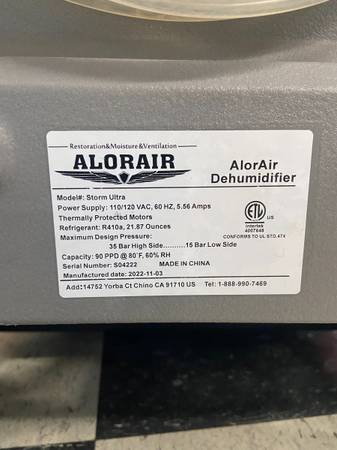 Restoration&Moisture&Ventilation
ALORAIR
AlorAir
Dehumidifier
Model#: Storm Ultra
Power Supply: 110/120 VAC, 60 HZ, 5.56 Amps
Thermally Protected Motors
Refrigerant: R410a, 21.87 Ounces
Maximum Design Pressure:
35 Bar High Side..........15 Bar Low Side
Capacity: 90 PPD @ 80°F, 60% RH
Serial Number: S04222 MADE IN CHINA
Manufactured date: 2022-11-03
ETL US
Intertek
4007648
CONFORMS TO UL STD.474
Add:14752 Yorba Ct Chino CA 91710 US Tel: 1-888-990-7469